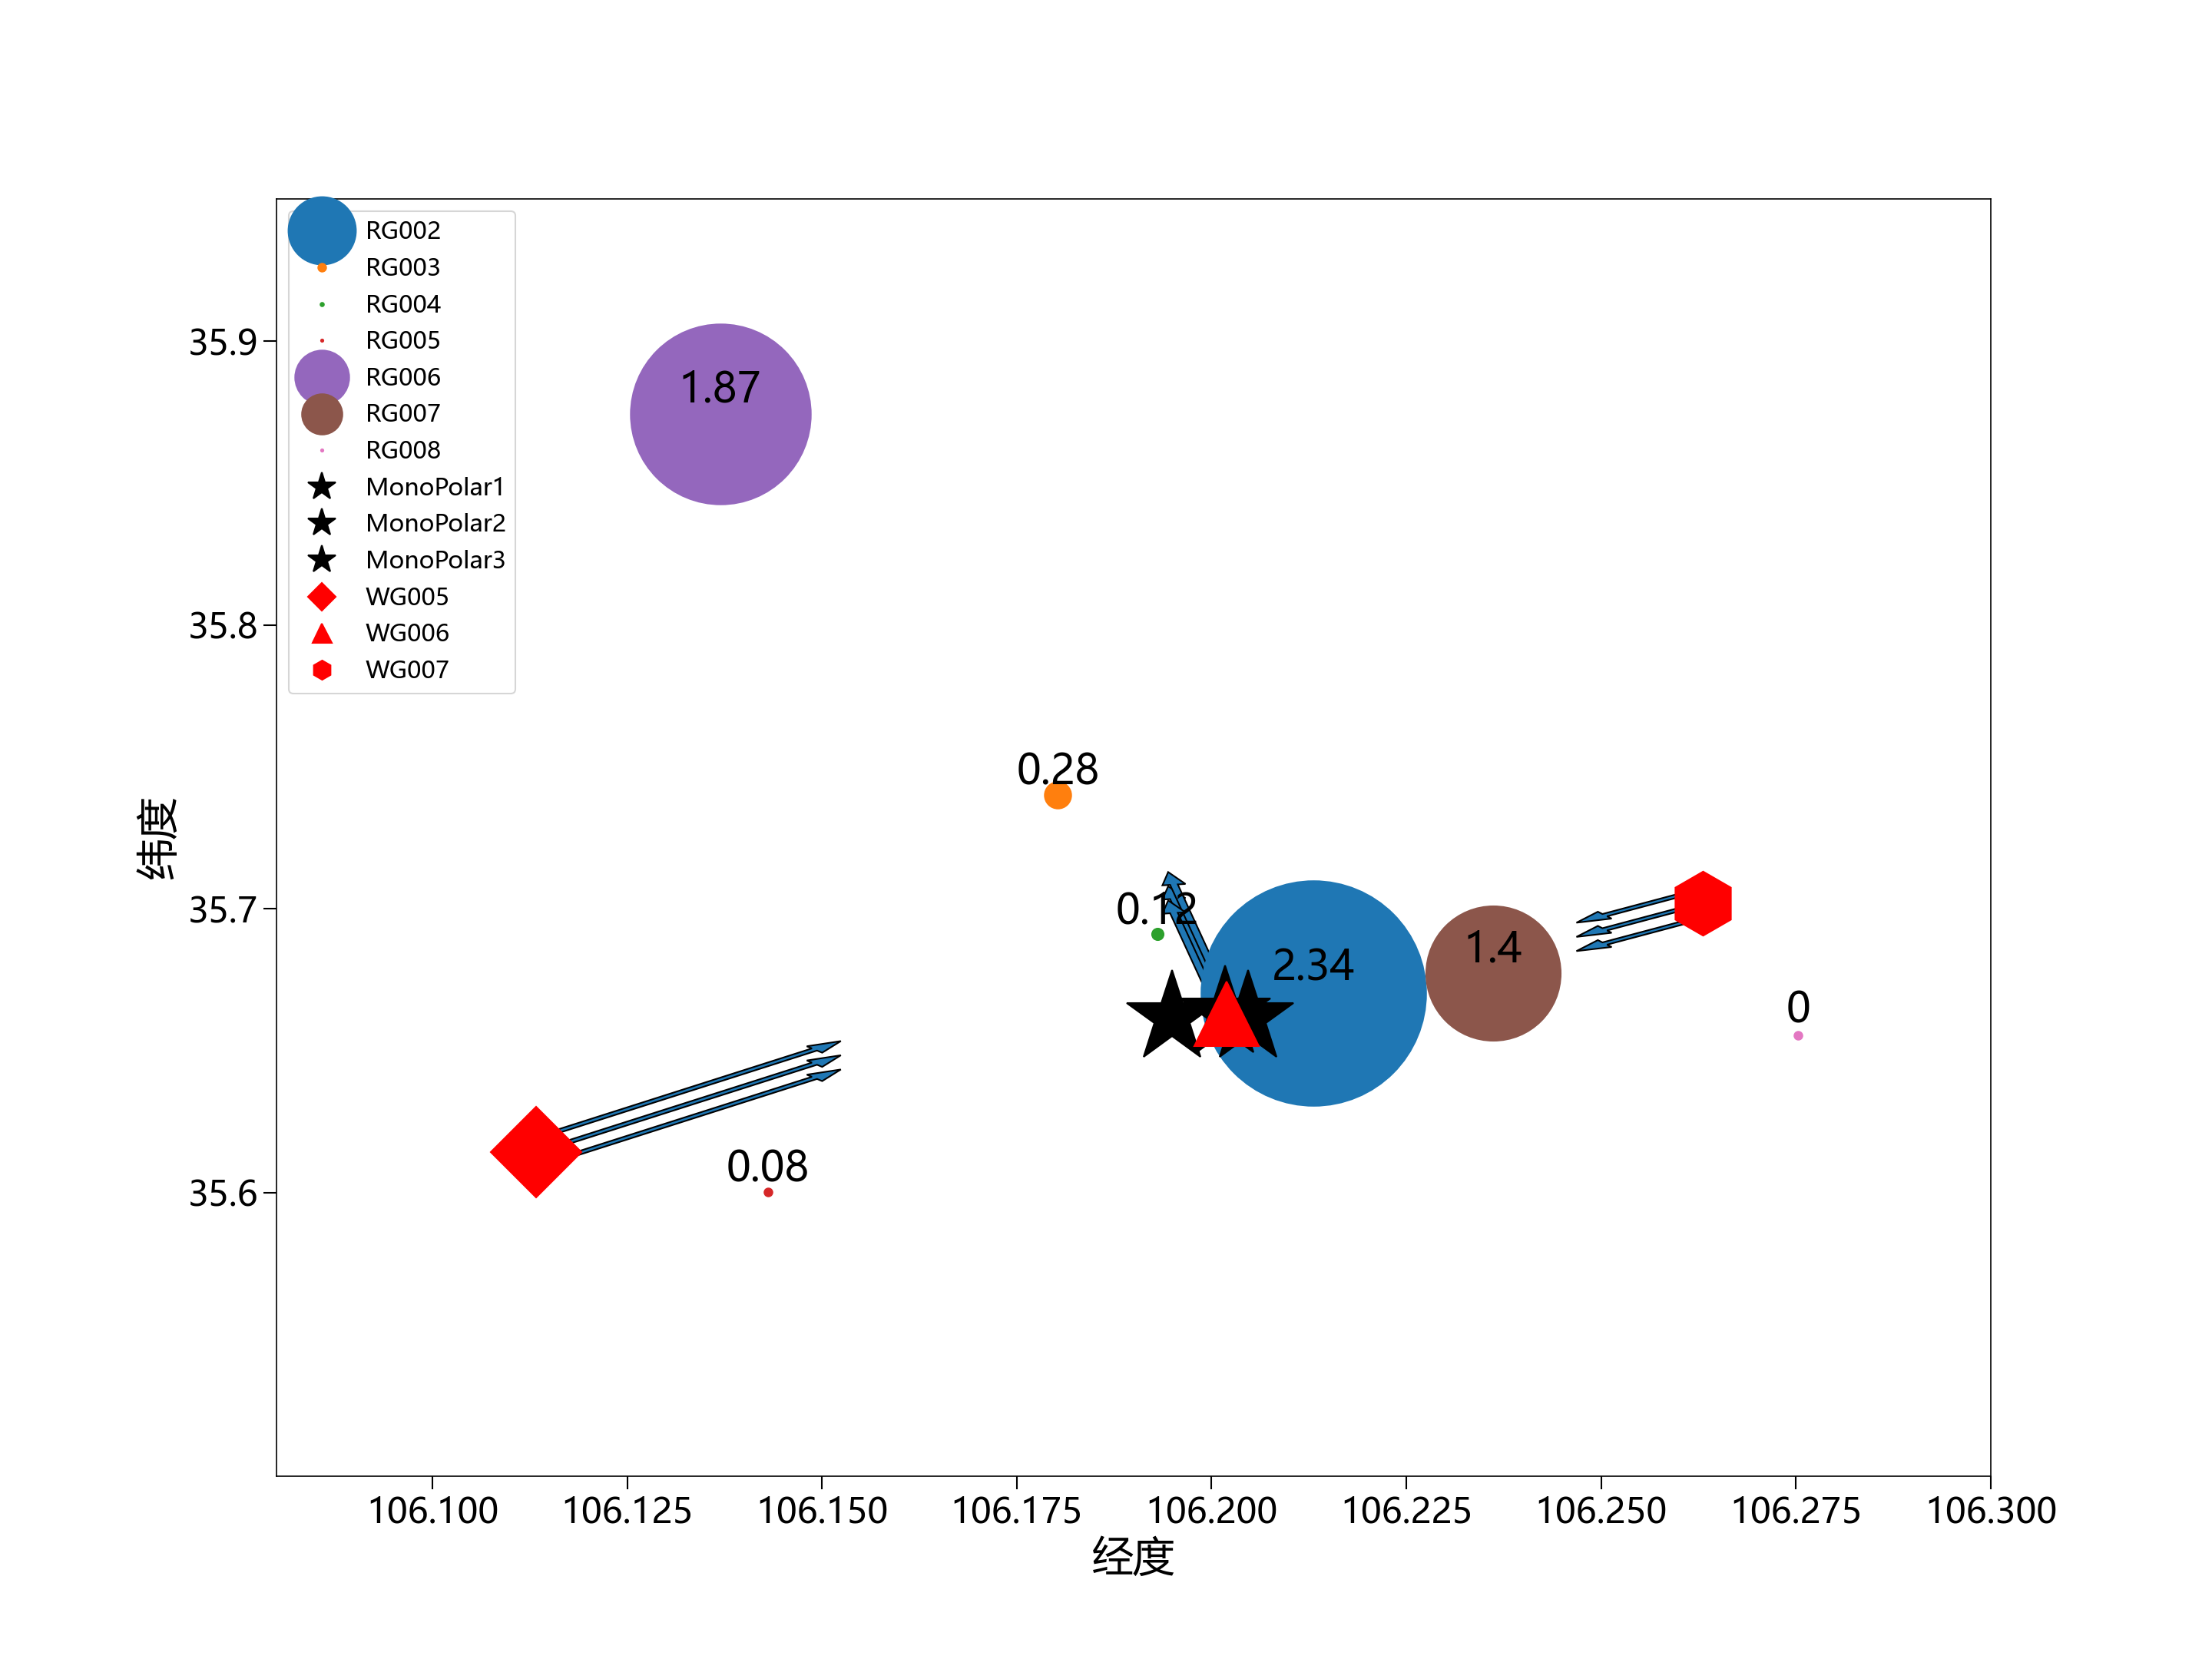 RG002
RG003
RG004
RG005
RG006
RG007
RG008
MonoPolar1
MonoPolar2
MonoPolar3
WG005
WG006
WG007
35.9
35.8
35.7
35.6
纬度
1.87
0.28
0.12
2.34
1.4
0
0.08
106.100 106.125 106.150 106.175 106.200 106.225 106.250 106.275 106.300
经度